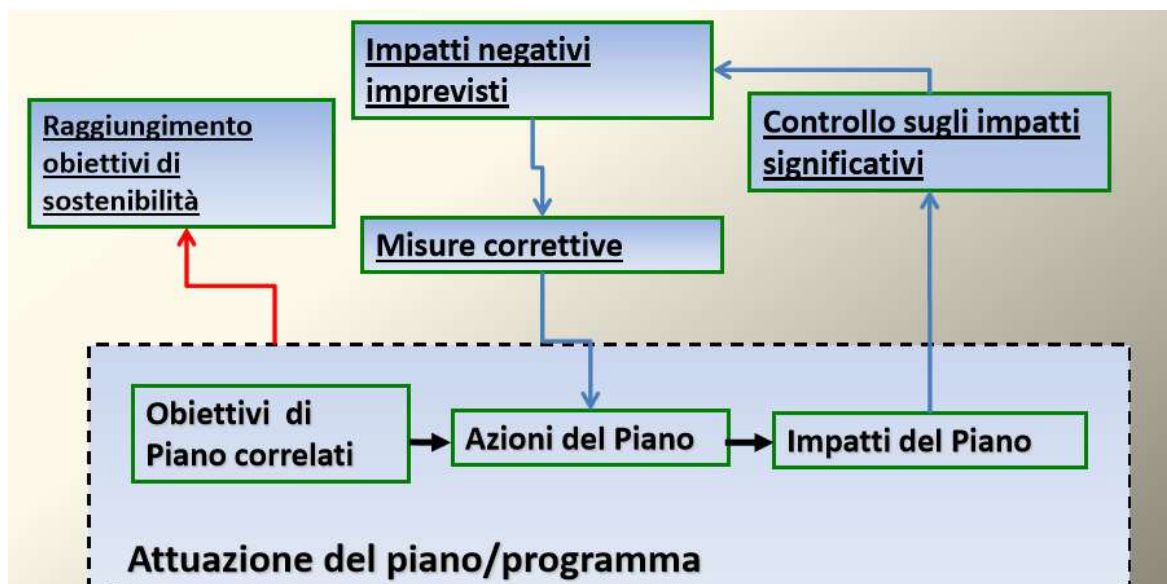 Impatti negativi
imprevisti
Raggiungimento
obiettivi di
sostenibilità
Controllo sugli impatti
significativi
Misure correttive
Obiettivi di
Piano correlati
Azioni del Piano
Impatti del Piano
Attuazione del piano/programma